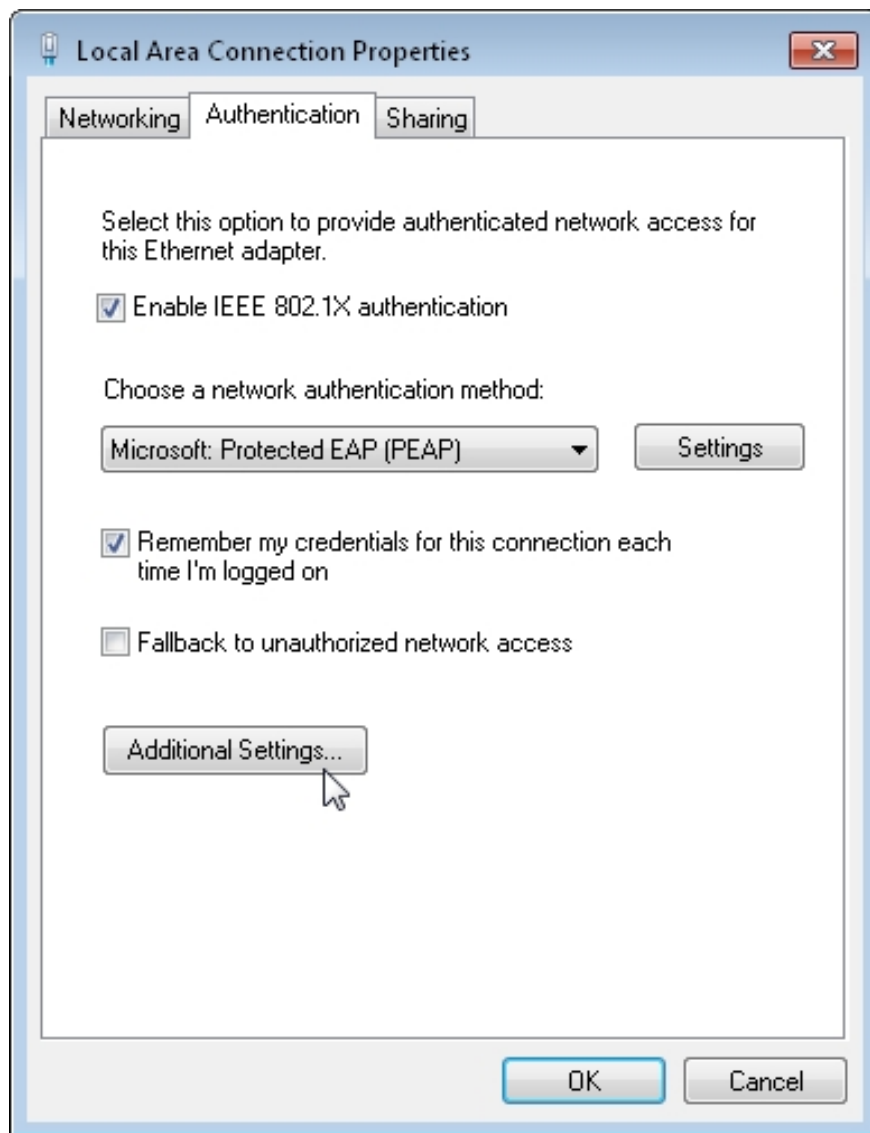 Local Area Connection Properties
Networking
Authentication
Sharing
Select this option to provide authenticated network access for
this Ethernet adapter.
Enable IEEE 802.1X authentication
Choose a network authentication method:
Microsoft: Protected EAP (PEAP)
Settings
Remember my credentials for this connection each
time I'm logged on
Fallback to unauthorized network access
Additional Settings...
OK
Cancel